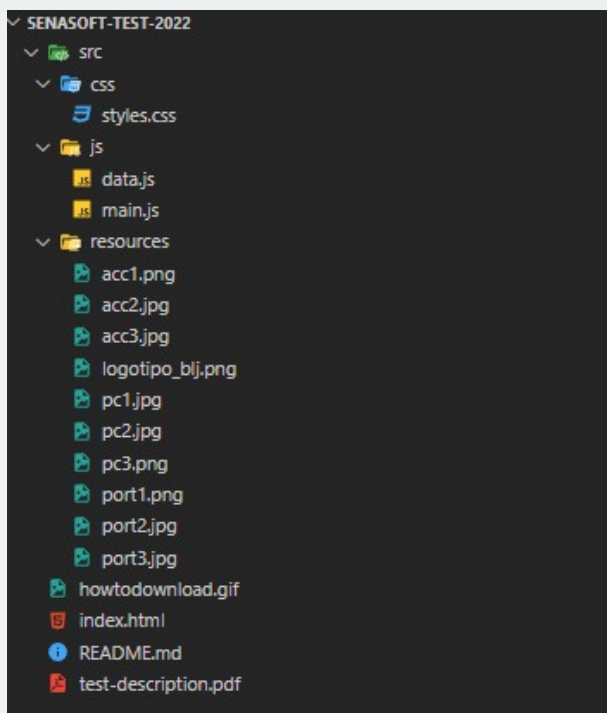 SENASOFT-TEST-2022
src
css
styles.css
js
JS data.js
JS main.js
resources
acc1.png
acc2.jpg
acc3.jpg
logotipo_blj.png
pc1.jpg
pc2.jpg
pc3.png
port1.png
port2.jpg
port3.jpg
howtodownload.gif
index.html
README.md
test-description.pdf